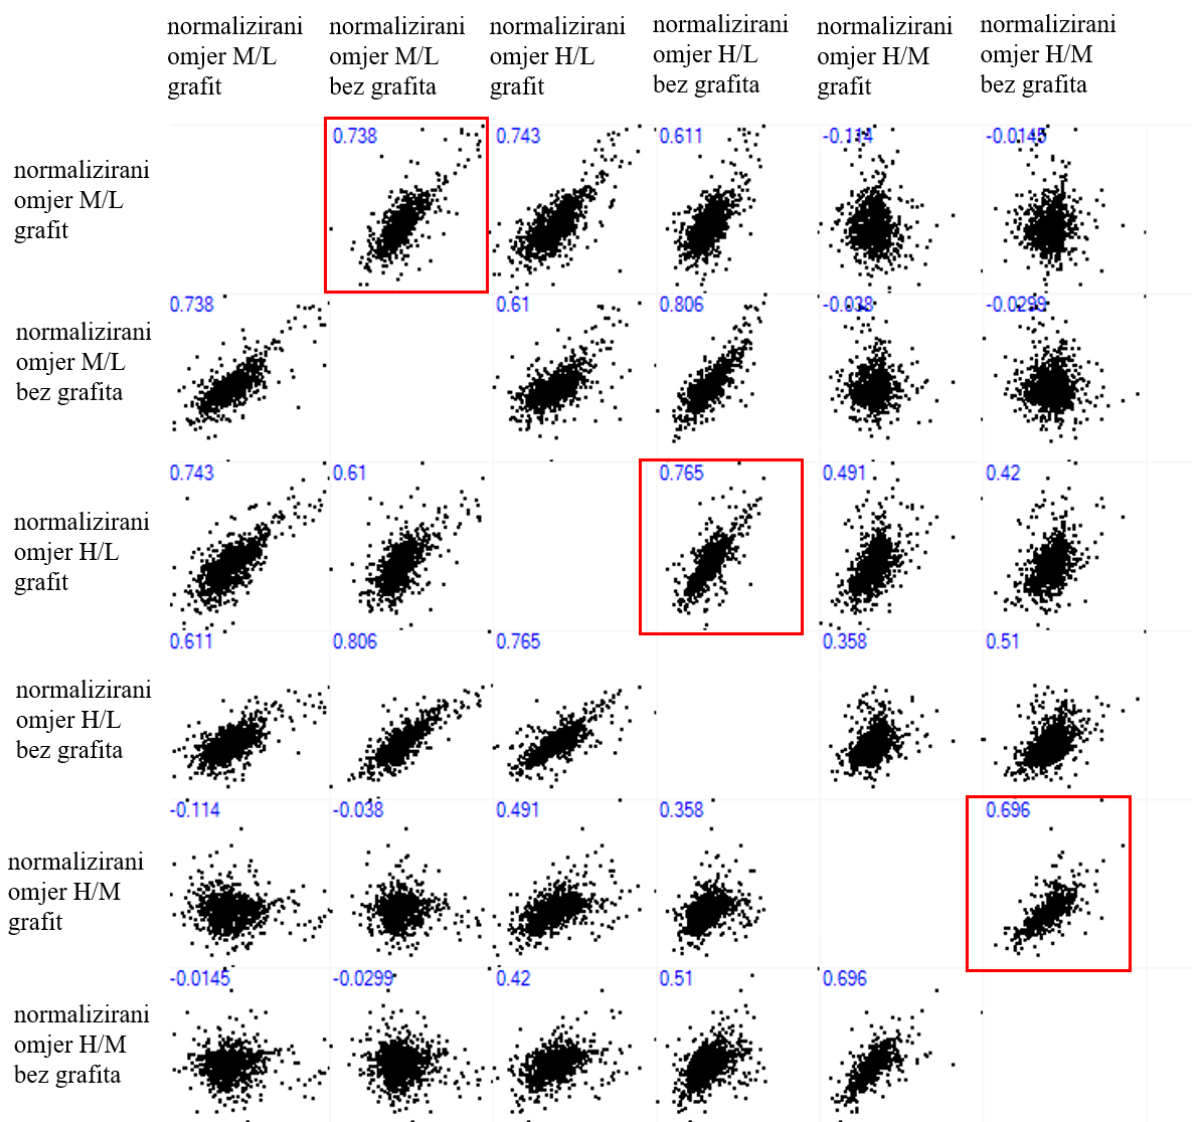 normalizirani
omjer M/L
grafit
normalizirani
omjer M/L
bez grafita
normalizirani
omjer H/L
grafit
normalizirani
omjer H/L
bez grafita
normalizirani
omjer H/M
grafit
normalizirani
omjer H/M
bez grafita
normalizirani
omjer M/L
grafit
0.738
0.743
0.611
-0.114
-0.0145
normalizirani
omjer M/L
bez grafita
0.738
0.61
0.806
-0.038
-0.0299
normalizirani
omjer H/L
grafit
0.743
0.61
0.765
0.491
0.42
normalizirani
omjer H/L
bez grafita
0.611
0.806
0.765
0.358
0.51
normalizirani
omjer H/M
grafit
-0.114
-0.038
0.491
0.358
0.696
normalizirani
omjer H/M
bez grafita
-0.0145
-0.0299
0.42
0.51
0.696